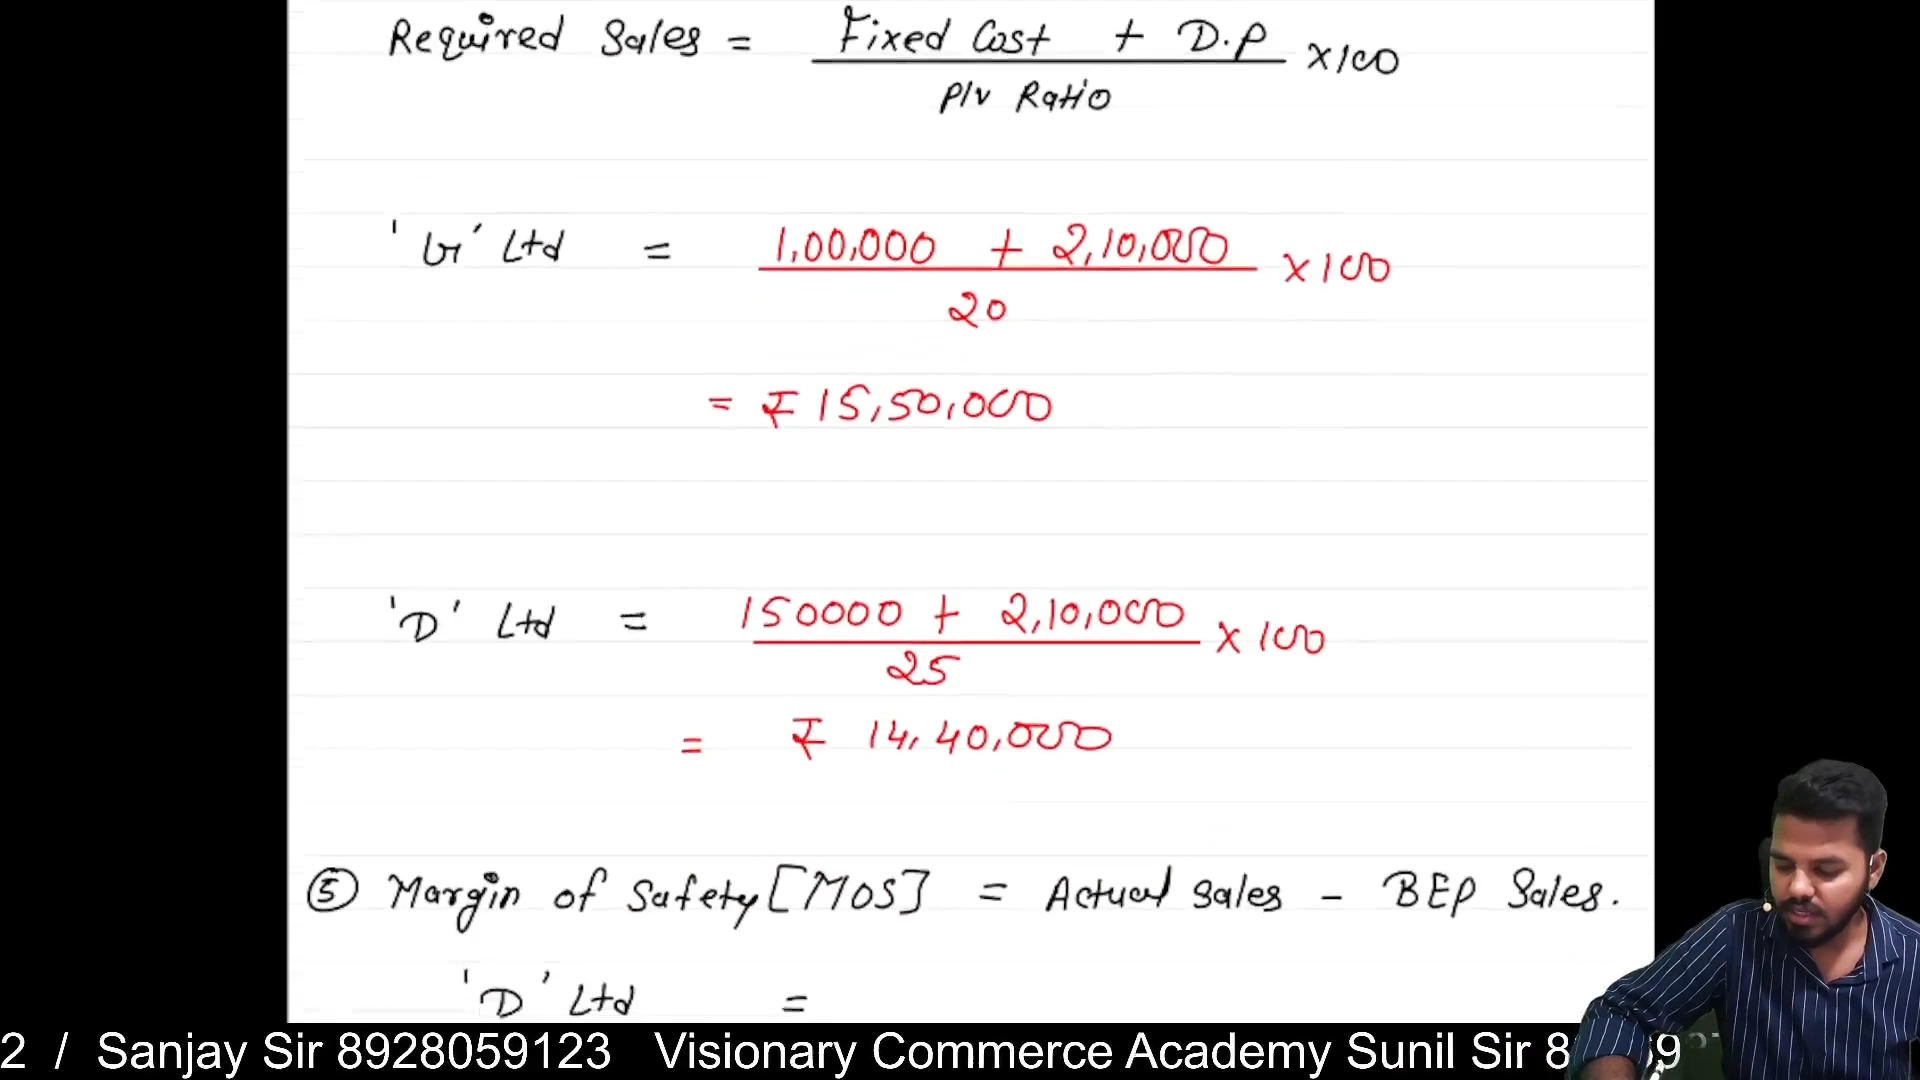 Required Sales = Fixed Cost + D.P / P/V Ratio × 100
'G' Ltd = 1,00,000 + 2,10,000 / 20 × 100
= ₹ 15,50,000
'D' Ltd = 150000 + 2,10,000 / 25 × 100
= ₹ 14,40,000
⑤ Margin of Safety [MOS] = Actual Sales - BEP Sales.
'D' Ltd =
2 / Sanjay Sir 8928059123 Visionary Commerce Academy Sunil Sir 8